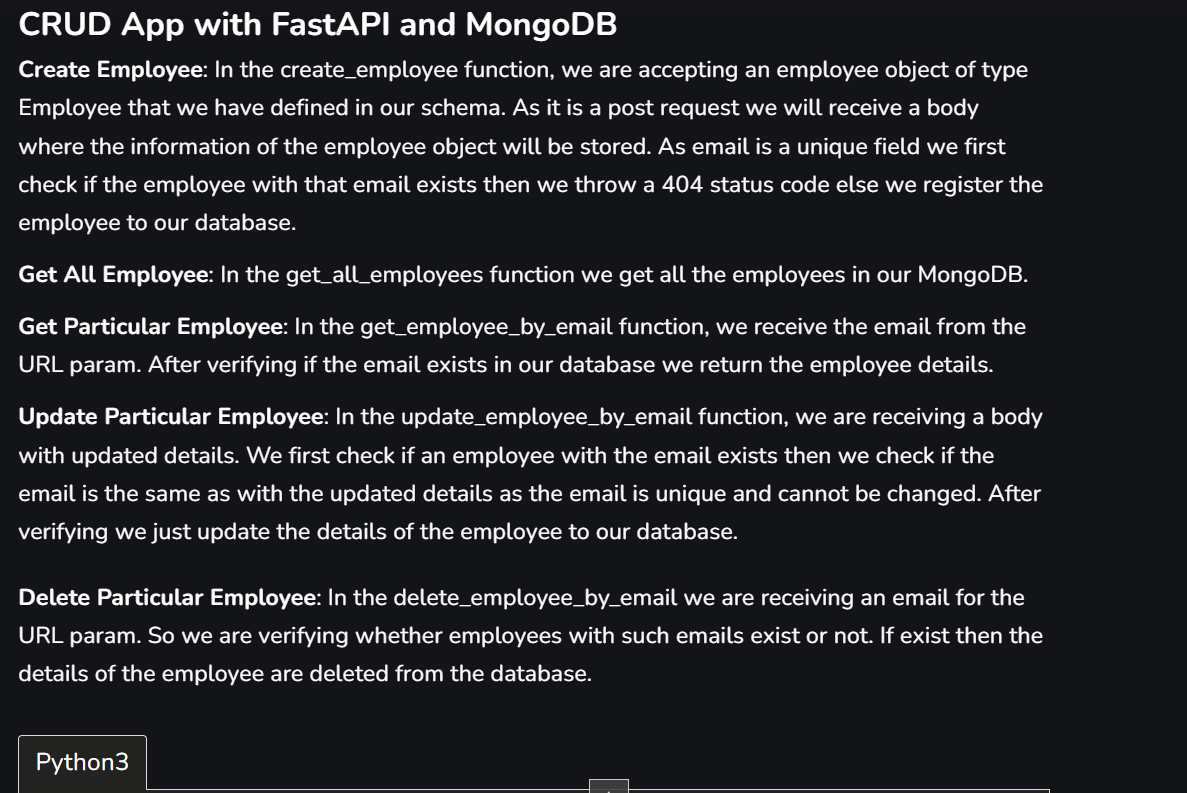 CRUD App with FastAPI and MongoDB
Create Employee: In the create_employee function, we are accepting an employee object of type
Employee that we have defined in our schema. As it is a post request we will receive a body
where the information of the employee object will be stored. As email is a unique field we first
check if the employee with that email exists then we throw a 404 status code else we register the
employee to our database.
Get All Employee: In the get_all_employees function we get all the employees in our MongoDB.
Get Particular Employee: In the get_employee_by_email function, we receive the email from the
URL param. After verifying if the email exists in our database we return the employee details.
Update Particular Employee: In the update_employee_by_email function, we are receiving a body
with updated details. We first check if an employee with the email exists then we check if the
email is the same as with the updated details as the email is unique and cannot be changed. After
verifying we just update the details of the employee to our database.
Delete Particular Employee: In the delete_employee_by_email we are receiving an email for the
URL param. So we are verifying whether employees with such emails exist or not. If exist then the
details of the employee are deleted from the database.
Python3